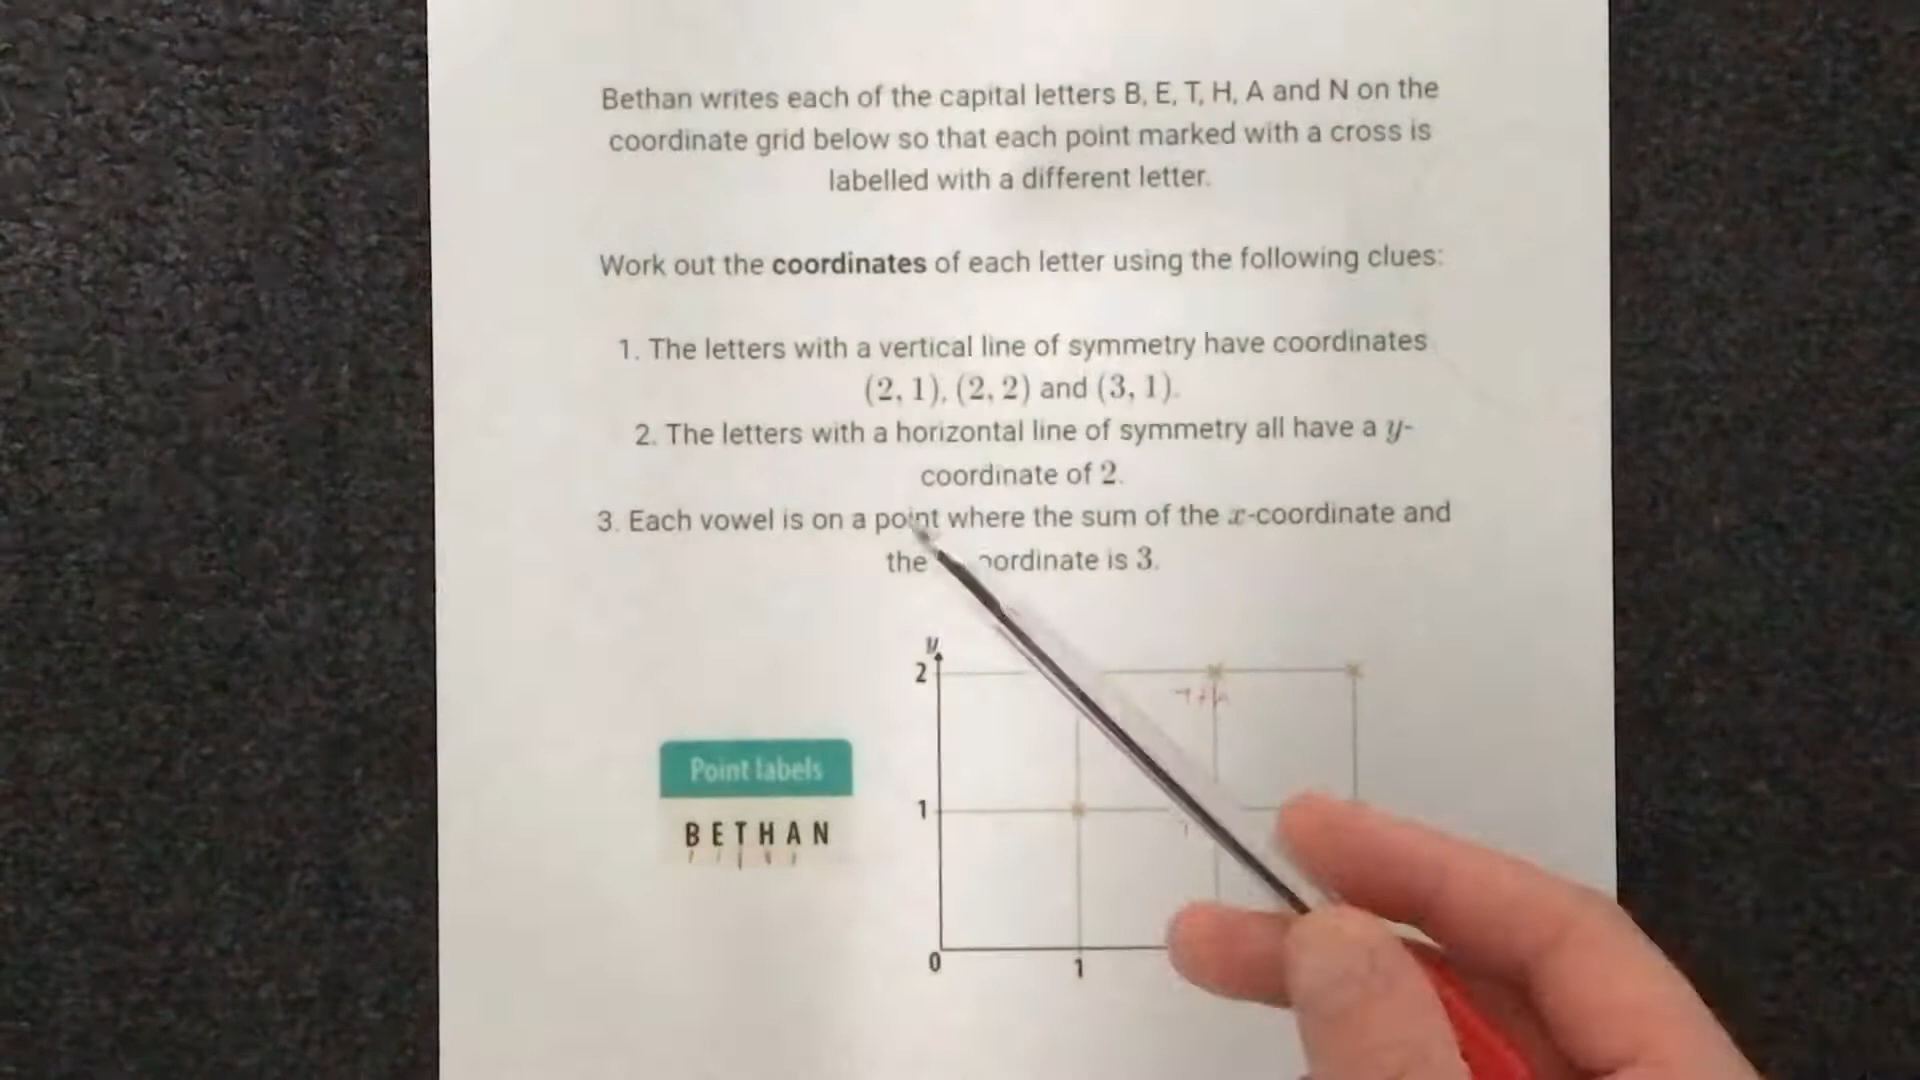 Bethan writes each of the capital letters B, E, T, H, A and N on the
coordinate grid below so that each point marked with a cross is
labelled with a different letter.
Work out the coordinates of each letter using the following clues:
1. The letters with a vertical line of symmetry have coordinates
(2, 1), (2, 2) and (3, 1).
2. The letters with a horizontal line of symmetry all have a y-
coordinate of 2.
3. Each vowel is on a point where the sum of the x-coordinate and
the oordinate is 3.
y
2
Point labels
1
BETHAN
0
1